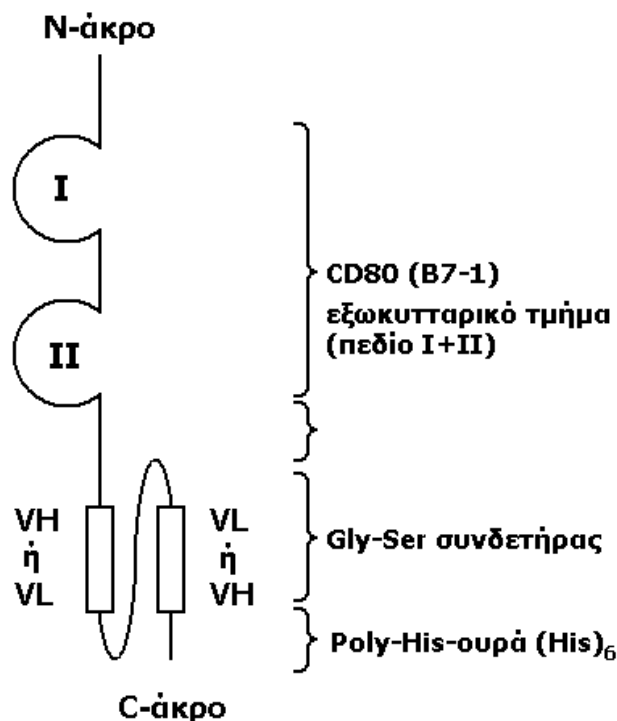 Ν-άκρο
I
II
CD80 (B7-1)
εξωκυτταρικό τμήμα
(πεδίο I+II)
VH
ή
VL
VL
ή
VH
Gly-Ser συνδετήρας
Poly-His-ουρά (His)6
C-άκρο